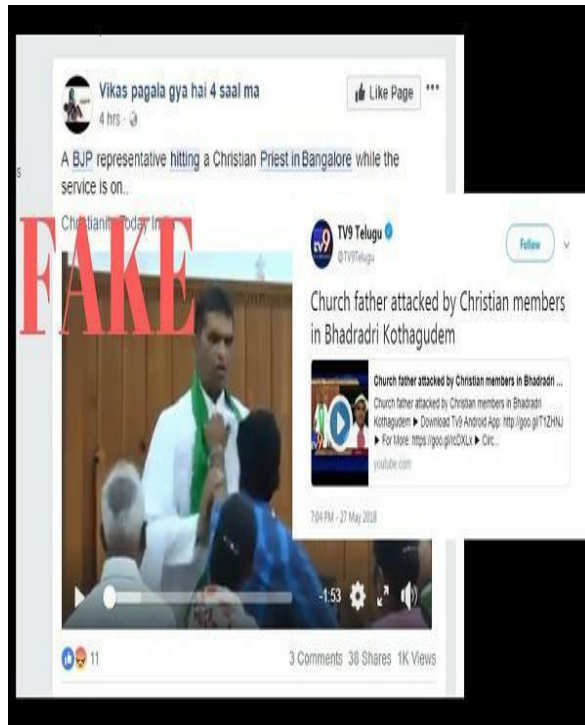 Vikas pagala gya hai 4 saal ma
Like Page
4 hrs
A BJP representative hitting a Christian Priest in Bangalore while the
service is on..
Christianity Today India
FAKE
-1:53
11
3 Comments 38 Shares 1K Views
TV9 Telugu
@TV9Telugu
Follow
Church father attacked by Christian members
in Bhadradri Kothagudem
Church father attacked by Christian members in Bhadradri ...
Church father attacked by Christian members in Bhadradri
Kothagudem ▶ Download Tv9 Android App: http://goo.gl/T1ZHNJ
▶ For More: https://goo.gl/rcDXLx ▶ Circ...
youtube.com
7:04 PM - 27 May 2018